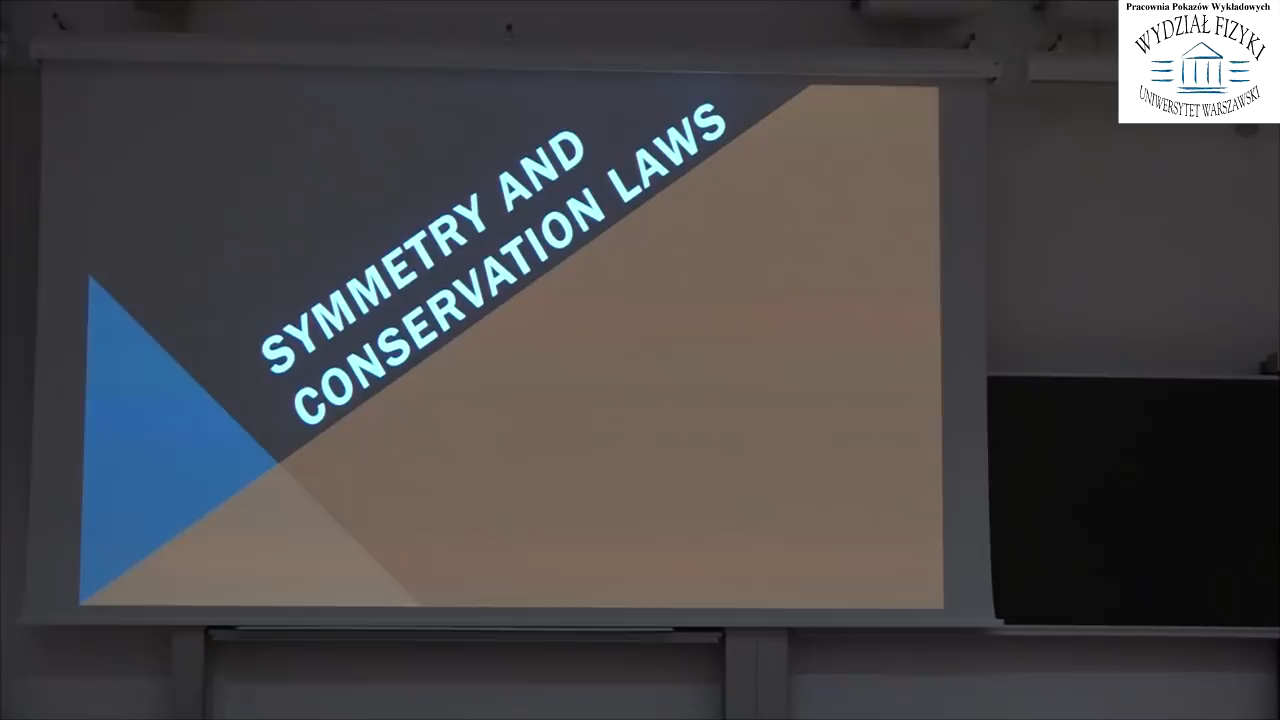 Pracownia Pokazów Wykładowych
WYDZIAŁ FIZYKI
UNIWERSYTET WARSZAWSKI
SYMMETRY AND
CONSERVATION LAWS